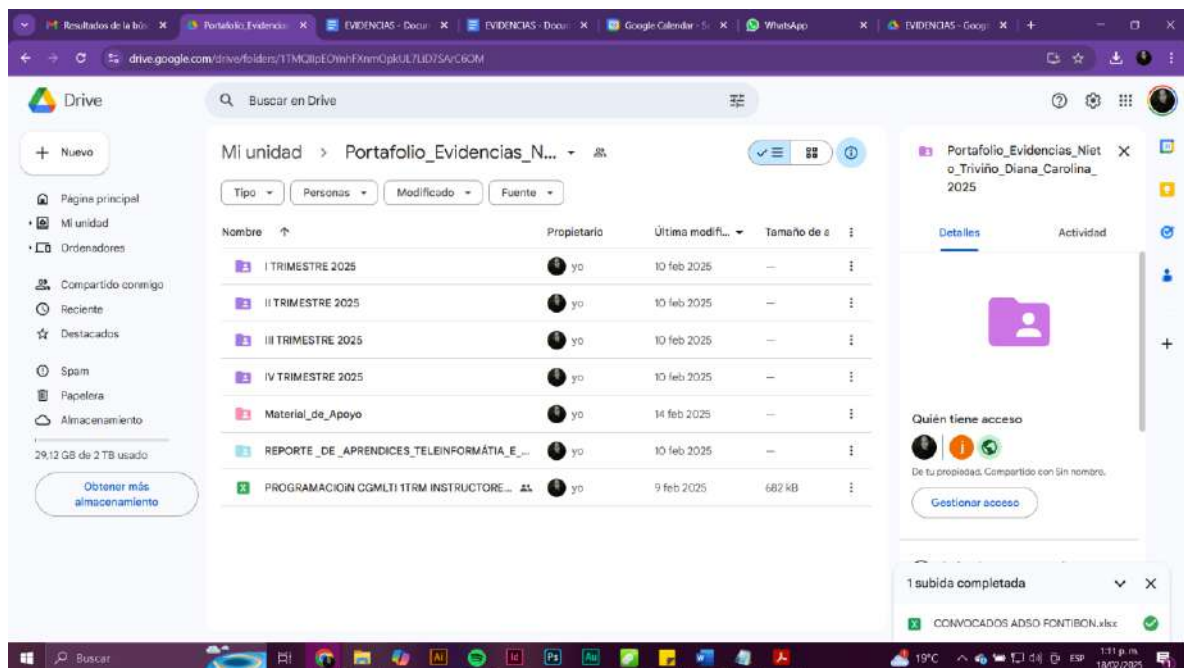 Resultados de la bús
Portafolio_Evidencias
EVIDENCIAS - Docum
EVIDENCIAS - Docum
Google Calendar - Se
WhatsApp
EVIDENCIAS - Googl
drive.google.com/drive/folders/
Drive
Buscar en Drive
Nuevo
Mi unidad > Portafolio_Evidencias_N...
Portafolio_Evidencias_Niet
o_Triviño_Diana_Carolina_
2025
Página principal
Mi unidad
Ordenadores
Compartido conmigo
Reciente
Destacados
Spam
Papelera
Almacenamiento
29,12 GB de 2 TB usado
Obtener más
almacenamiento
Tipo Personas Modificado Fuente
Nombre Propietario Última modifi... Tamaño de a
I TRIMESTRE 2025 yo 10 feb 2025 —
II TRIMESTRE 2025 yo 10 feb 2025 —
III TRIMESTRE 2025 yo 10 feb 2025 —
IV TRIMESTRE 2025 yo 10 feb 2025 —
Material_de_Apoyo yo 14 feb 2025 —
REPORTE_DE_APRENDICES_TELEINFORMÁTIA_E_... yo 10 feb 2025 —
PROGRAMACIOiN CGMLTI 1TRM INSTRUCTORE... yo 9 feb 2025 682 kB
Detalles Actividad
Quién tiene acceso
De tu propiedad. Compartido con Sin nombre.
Gestionar acceso
1 subida completada
CONVOCADOS ADSO FONTIBON.xlsx
Buscar
19°C
ESP
1:11 p. m.
18/02/2025